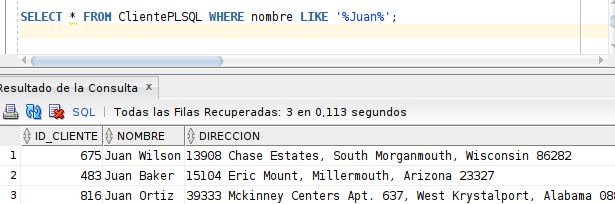 SELECT * FROM ClientePLSQL WHERE nombre LIKE '%Juan%';
Resultado de la Consulta x
SQL | Todas las Filas Recuperadas: 3 en 0,113 segundos
ID_CLIENTE NOMBRE DIRECCION
1 675 Juan Wilson 13908 Chase Estates, South Morganmouth, Wisconsin 86282
2 483 Juan Baker 15104 Eric Mount, Millermouth, Arizona 23327
3 816 Juan Ortiz 39333 Mckinney Centers Apt. 637, West Krystalport, Alabama